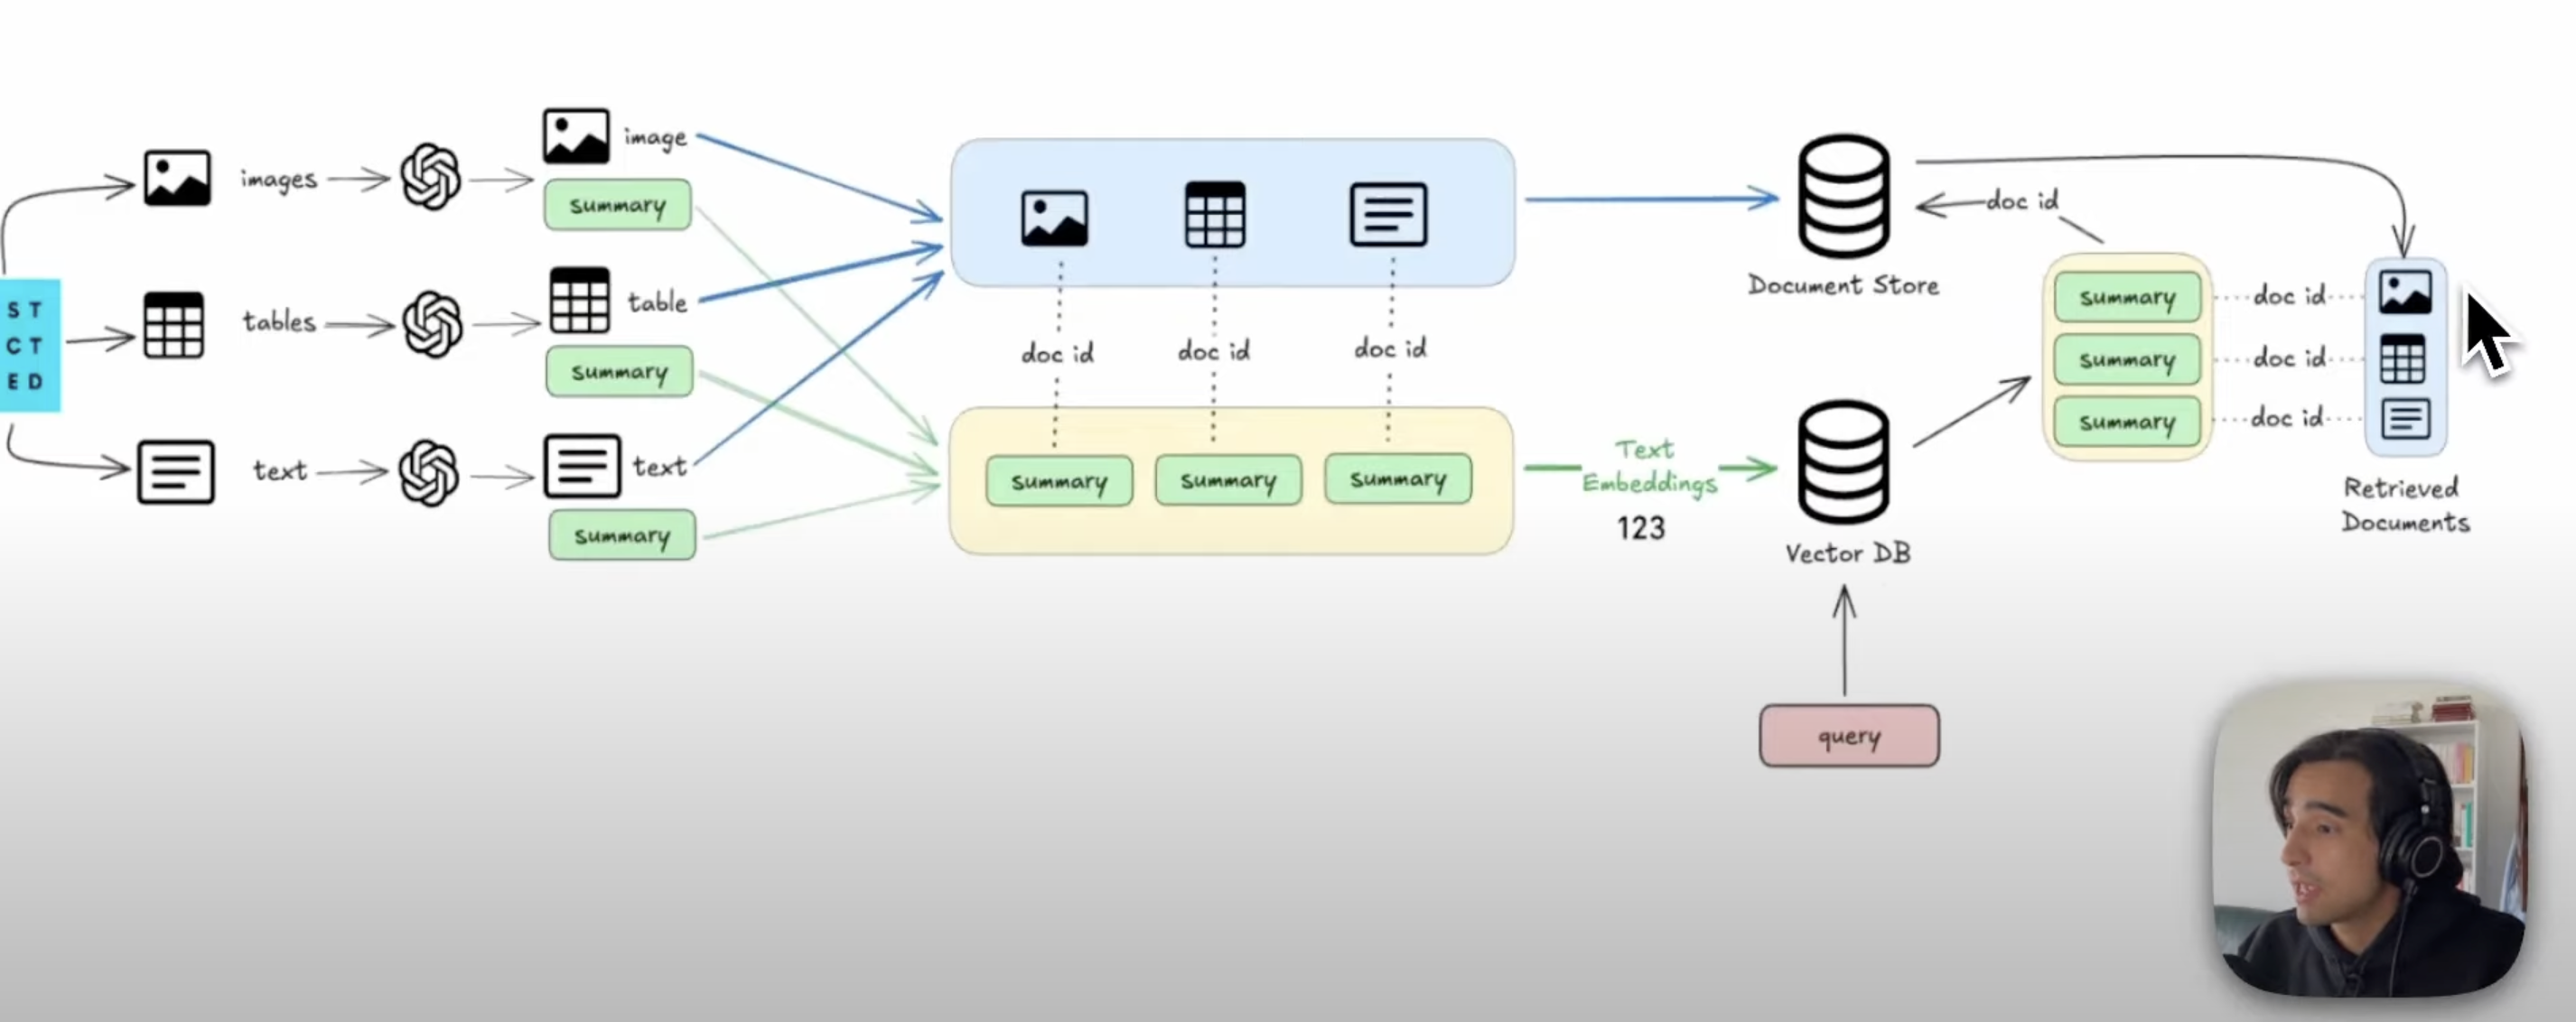 S T
C T
E D
images
tables
text
image
summary
table
summary
text
summary
doc id
doc id
doc id
summary
summary
summary
Text
Embeddings
123
Document Store
Vector DB
query
doc id
summary
doc id
summary
doc id
summary
doc id
Retrieved
Documents